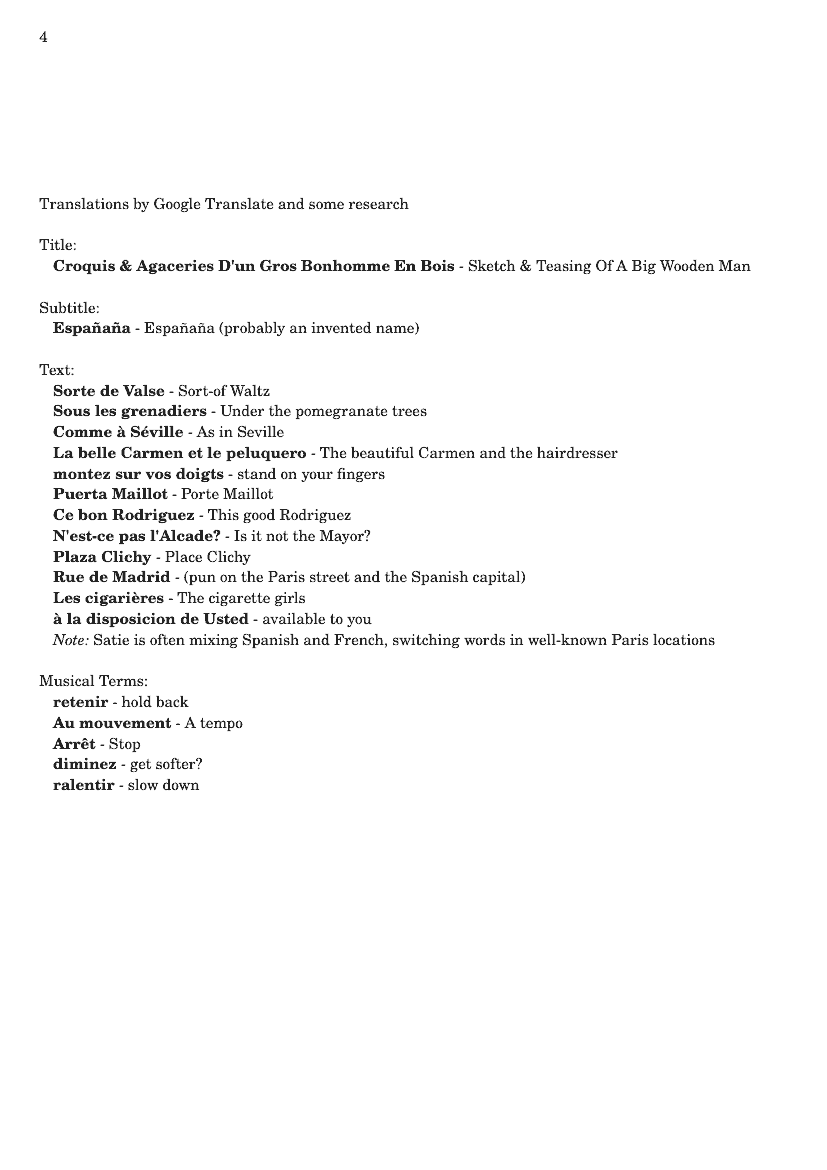 4
Translations by Google Translate and some research
Title:
Croquis & Agaceries D'un Gros Bonhomme En Bois - Sketch & Teasing Of A Big Wooden Man
Subtitle:
Españaña - Españaña (probably an invented name)
Text:
Sorte de Valse - Sort-of Waltz
Sous les grenadiers - Under the pomegranate trees
Comme à Séville - As in Seville
La belle Carmen et le peluquero - The beautiful Carmen and the hairdresser
montez sur vos doigts - stand on your fingers
Puerta Maillot - Porte Maillot
Ce bon Rodriguez - This good Rodriguez
N'est-ce pas l'Alcade? - Is it not the Mayor?
Plaza Clichy - Place Clichy
Rue de Madrid - (pun on the Paris street and the Spanish capital)
Les cigarières - The cigarette girls
à la disposicion de Usted - available to you
Note: Satie is often mixing Spanish and French, switching words in well-known Paris locations
Musical Terms:
retenir - hold back
Au mouvement - A tempo
Arrêt - Stop
diminez - get softer?
ralentir - slow down